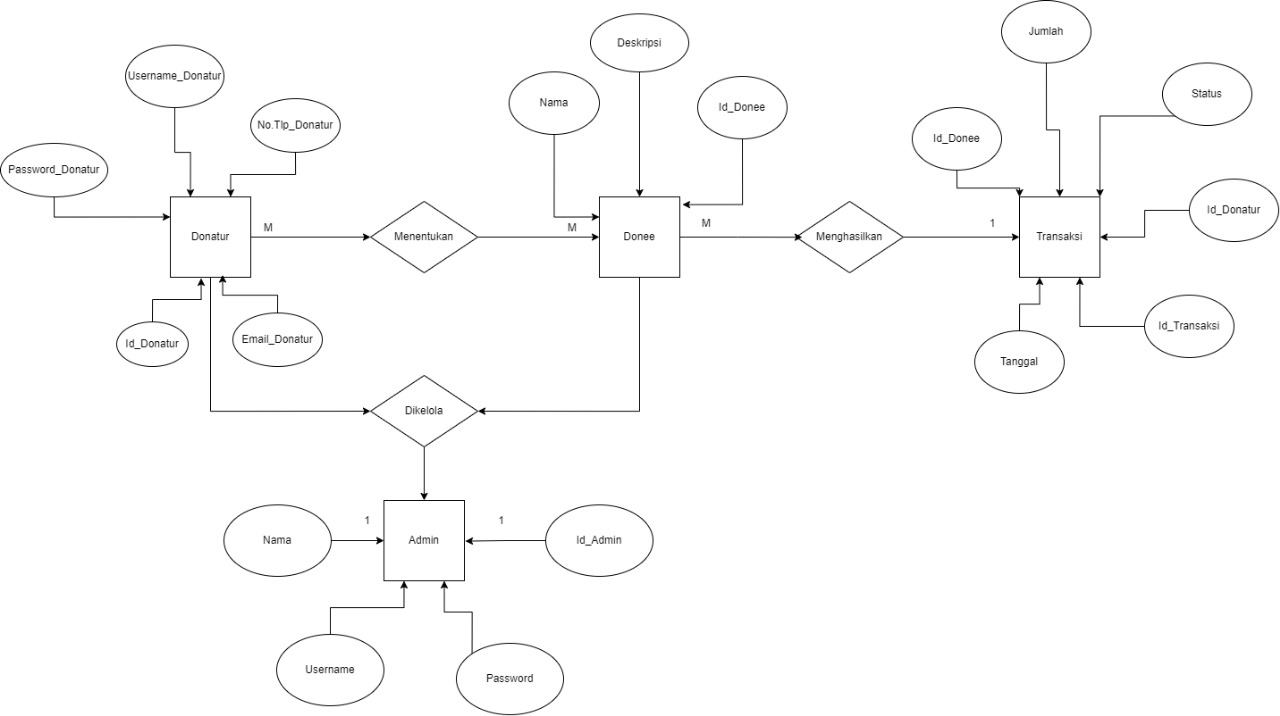 Jumlah
Deskripsi
Username_Donatur
Status
Nama
Id_Donee
No.Tlp_Donatur
Id_Donee
Password_Donatur
Id_Donatur
M
M
M
1
Donatur
Menentukan
Donee
Menghasilkan
Transaksi
Id_Transaksi
Id_Donatur
Email_Donatur
Tanggal
Dikelola
1
1
Nama
Admin
Id_Admin
Username
Password